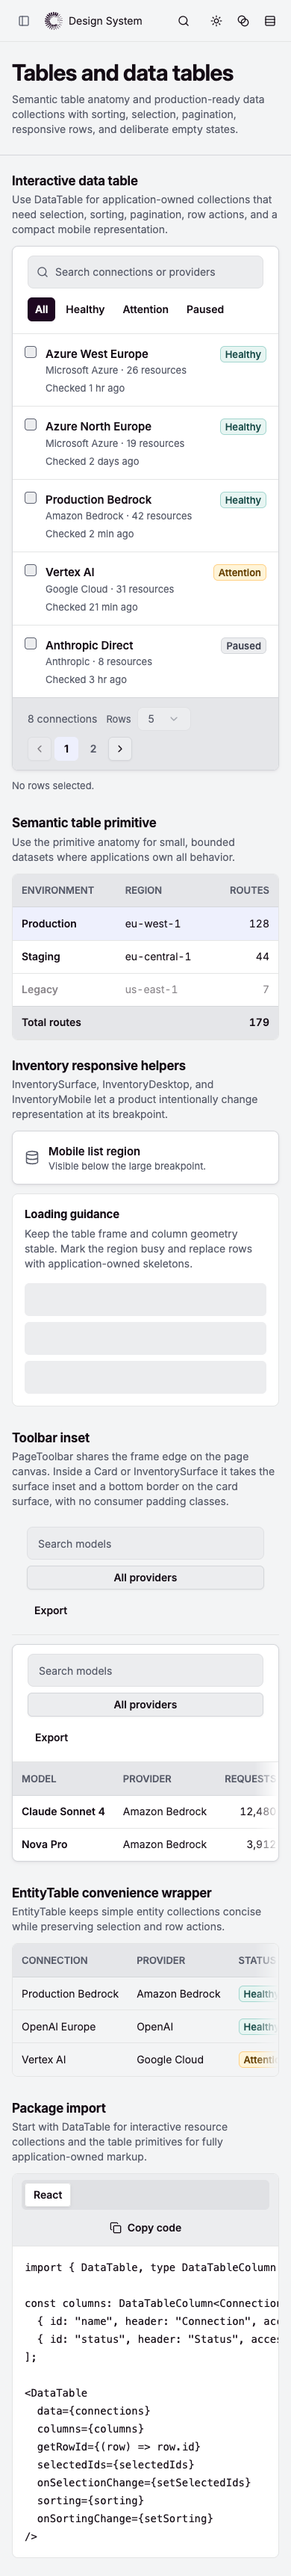 Design System
Tables and data tables
Semantic table anatomy and production-ready data
collections with sorting, selection, pagination,
responsive rows, and deliberate empty states.
Interactive data table
Use DataTable for application-owned collections that
need selection, sorting, pagination, row actions, and a
compact mobile representation.
Search connections or providers
All Healthy Attention Paused
Azure West Europe Healthy
Microsoft Azure · 26 resources
Checked 1 hr ago
Azure North Europe Healthy
Microsoft Azure · 19 resources
Checked 2 days ago
Production Bedrock Healthy
Amazon Bedrock · 42 resources
Checked 2 min ago
Vertex AI Attention
Google Cloud · 31 resources
Checked 21 min ago
Anthropic Direct Paused
Anthropic · 8 resources
Checked 3 hr ago
8 connections Rows 5
1 2
No rows selected.
Semantic table primitive
Use the primitive anatomy for small, bounded
datasets where applications own all behavior.
ENVIRONMENT REGION ROUTES
Production eu-west-1 128
Staging eu-central-1 44
Legacy us-east-1 7
Total routes 179
Inventory responsive helpers
InventorySurface, InventoryDesktop, and
InventoryMobile let a product intentionally change
representation at its breakpoint.
Mobile list region
Visible below the large breakpoint.
Loading guidance
Keep the table frame and column geometry
stable. Mark the region busy and replace rows
with application-owned skeletons.
Toolbar inset
PageToolbar shares the frame edge on the page
canvas. Inside a Card or InventorySurface it takes the
surface inset and a bottom border on the card
surface, with no consumer padding classes.
Search models
All providers
Export
Search models
All providers
Export
MODEL PROVIDER REQUESTS
Claude Sonnet 4 Amazon Bedrock 12,480
Nova Pro Amazon Bedrock 3,912
EntityTable convenience wrapper
EntityTable keeps simple entity collections concise
while preserving selection and row actions.
CONNECTION PROVIDER STATUS
Production Bedrock Amazon Bedrock Healthy
OpenAI Europe OpenAI Healthy
Vertex AI Google Cloud Attenti
Package import
Start with DataTable for interactive resource
collections and the table primitives for fully
application-owned markup.
React
Copy code
import { DataTable, type DataTableColumn
const columns: DataTableColumn<Connection
{ id: "name", header: "Connection", acc
{ id: "status", header: "Status", acces
];
<DataTable
data={connections}
columns={columns}
getRowId={(row) => row.id}
selectedIds={selectedIds}
onSelectionChange={setSelectedIds}
sorting={sorting}
onSortingChange={setSorting}
/>